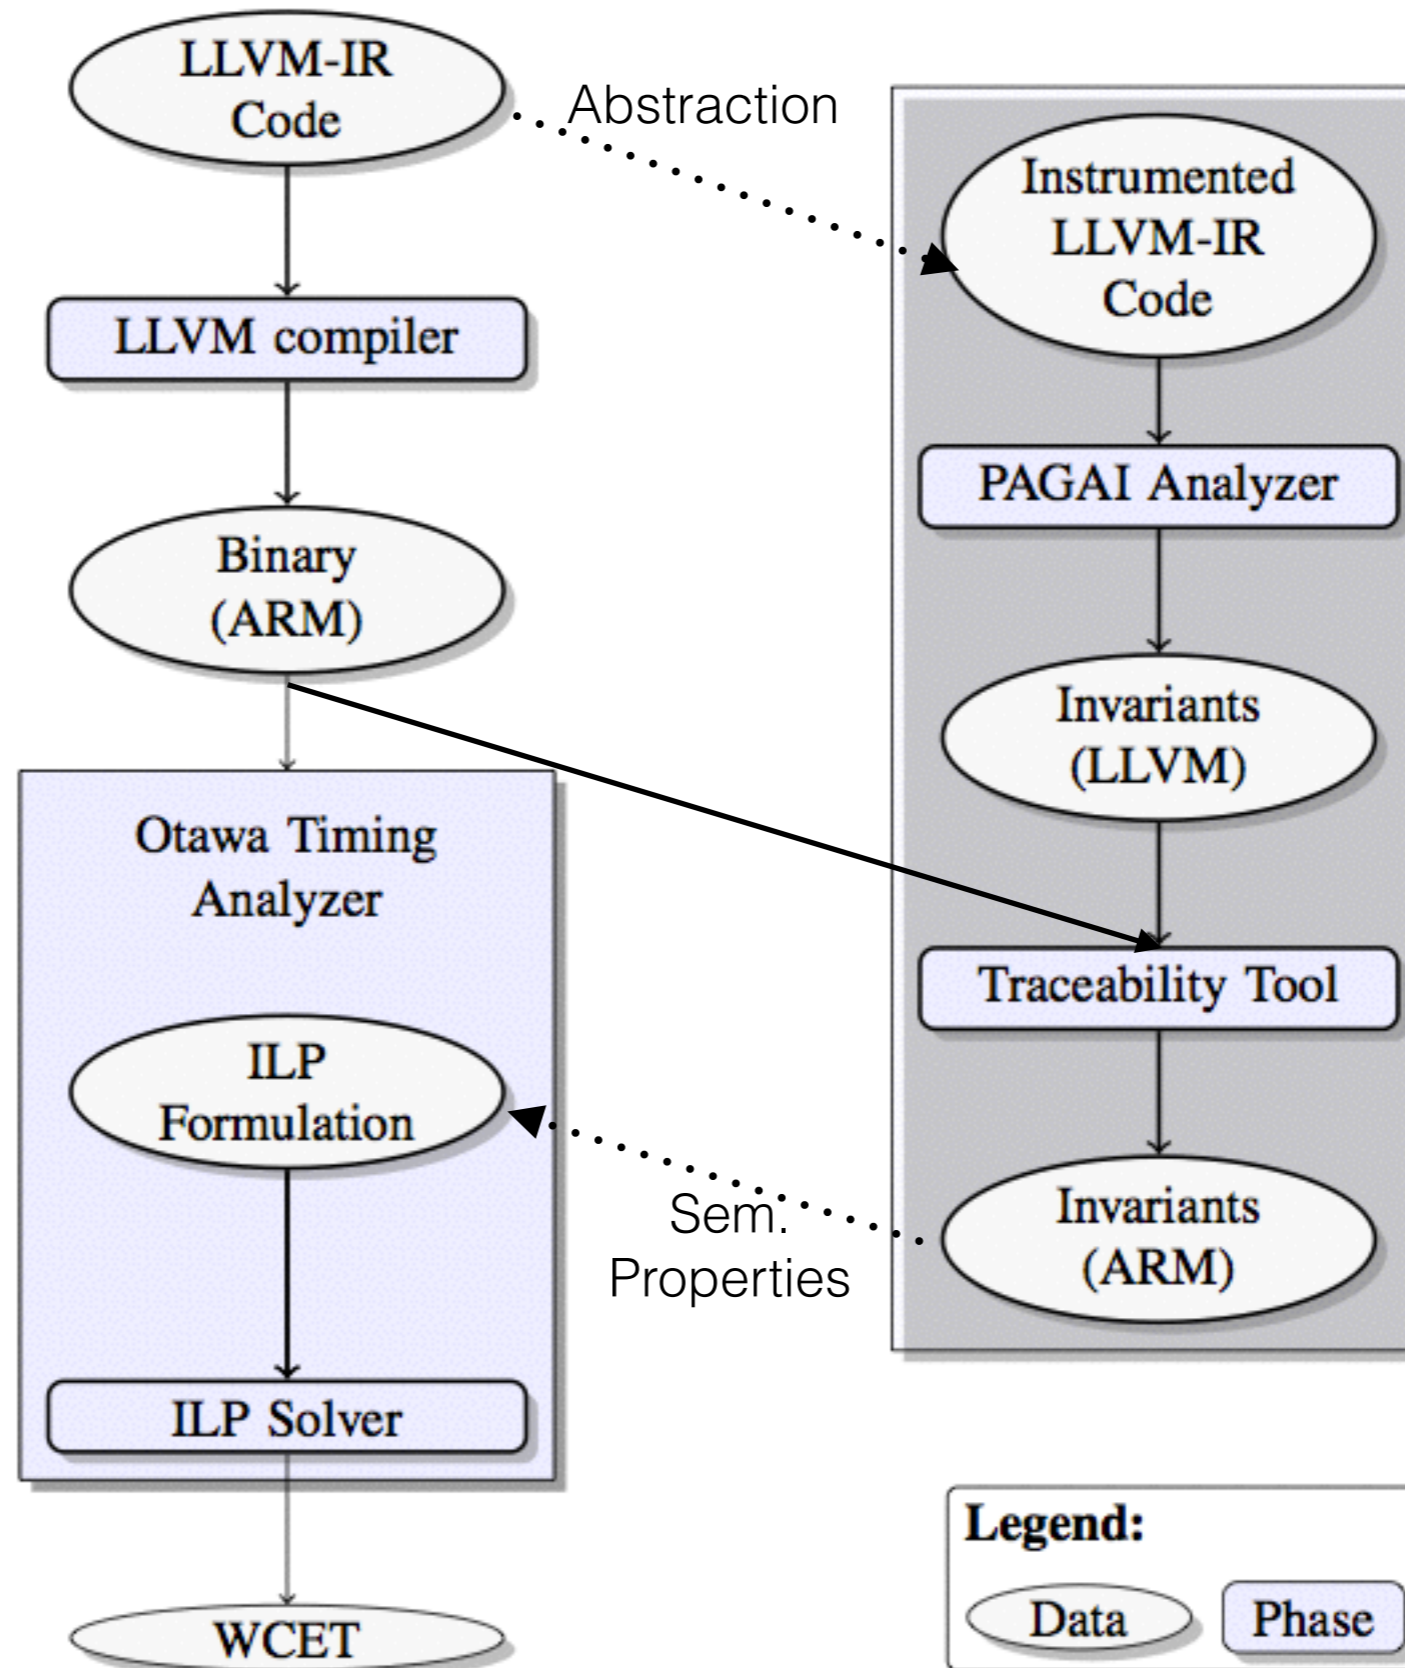 LLVM-IR
Code
Abstraction
Instrumented
LLVM-IR
Code
LLVM compiler
PAGAI Analyzer
Binary
(ARM)
Invariants
(LLVM)
Otawa Timing
Analyzer
Traceability Tool
ILP
Formulation
Sem.
Properties
Invariants
(ARM)
ILP Solver
WCET
Legend:
Data
Phase